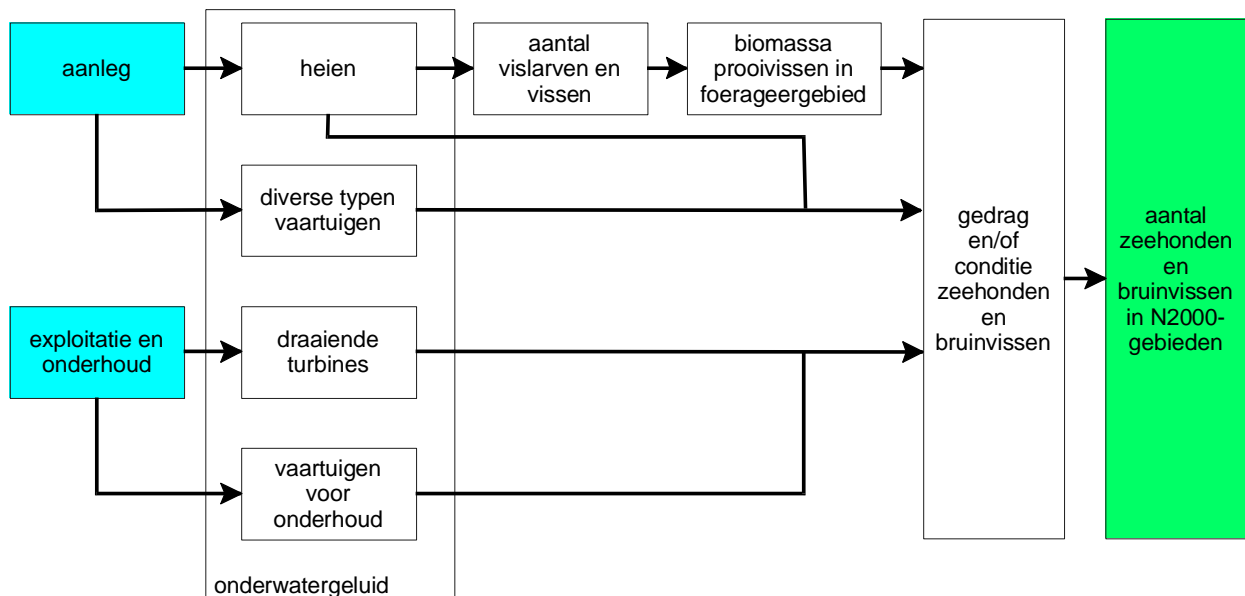 aanleg
heien
aantal
vislarven en
vissen
biomassa
prooivissen in
foerageergebied
diverse typen
vaartuigen
gedrag
en/of
conditie
zeehonden
en
bruinvissen
aantal
zeehonden
en
bruinvissen
in N2000-
gebieden
exploitatie en
onderhoud
draaiende
turbines
vaartuigen
voor
onderhoud
onderwatergeluid